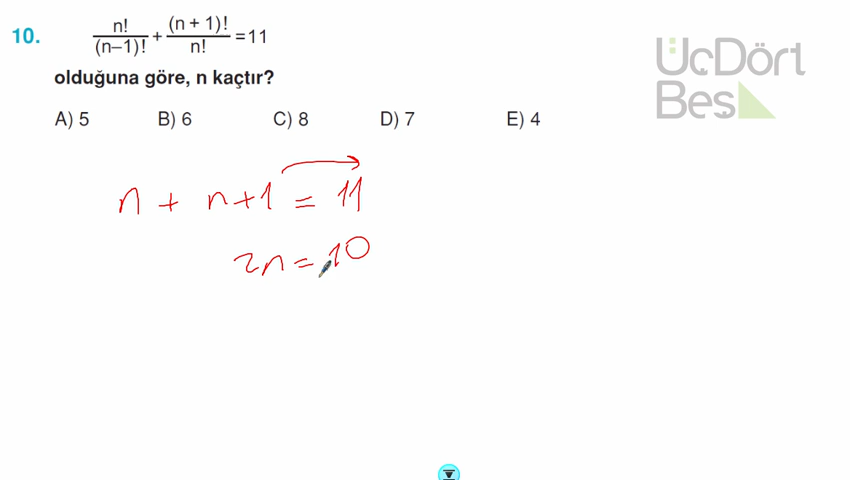 10. n!/(n–1)! + (n + 1)!/n! = 11
olduğuna göre, n kaçtır?
A) 5 B) 6 C) 8 D) 7 E) 4
n + n+1 = 11
2n = 10
ÜçDört
Beş